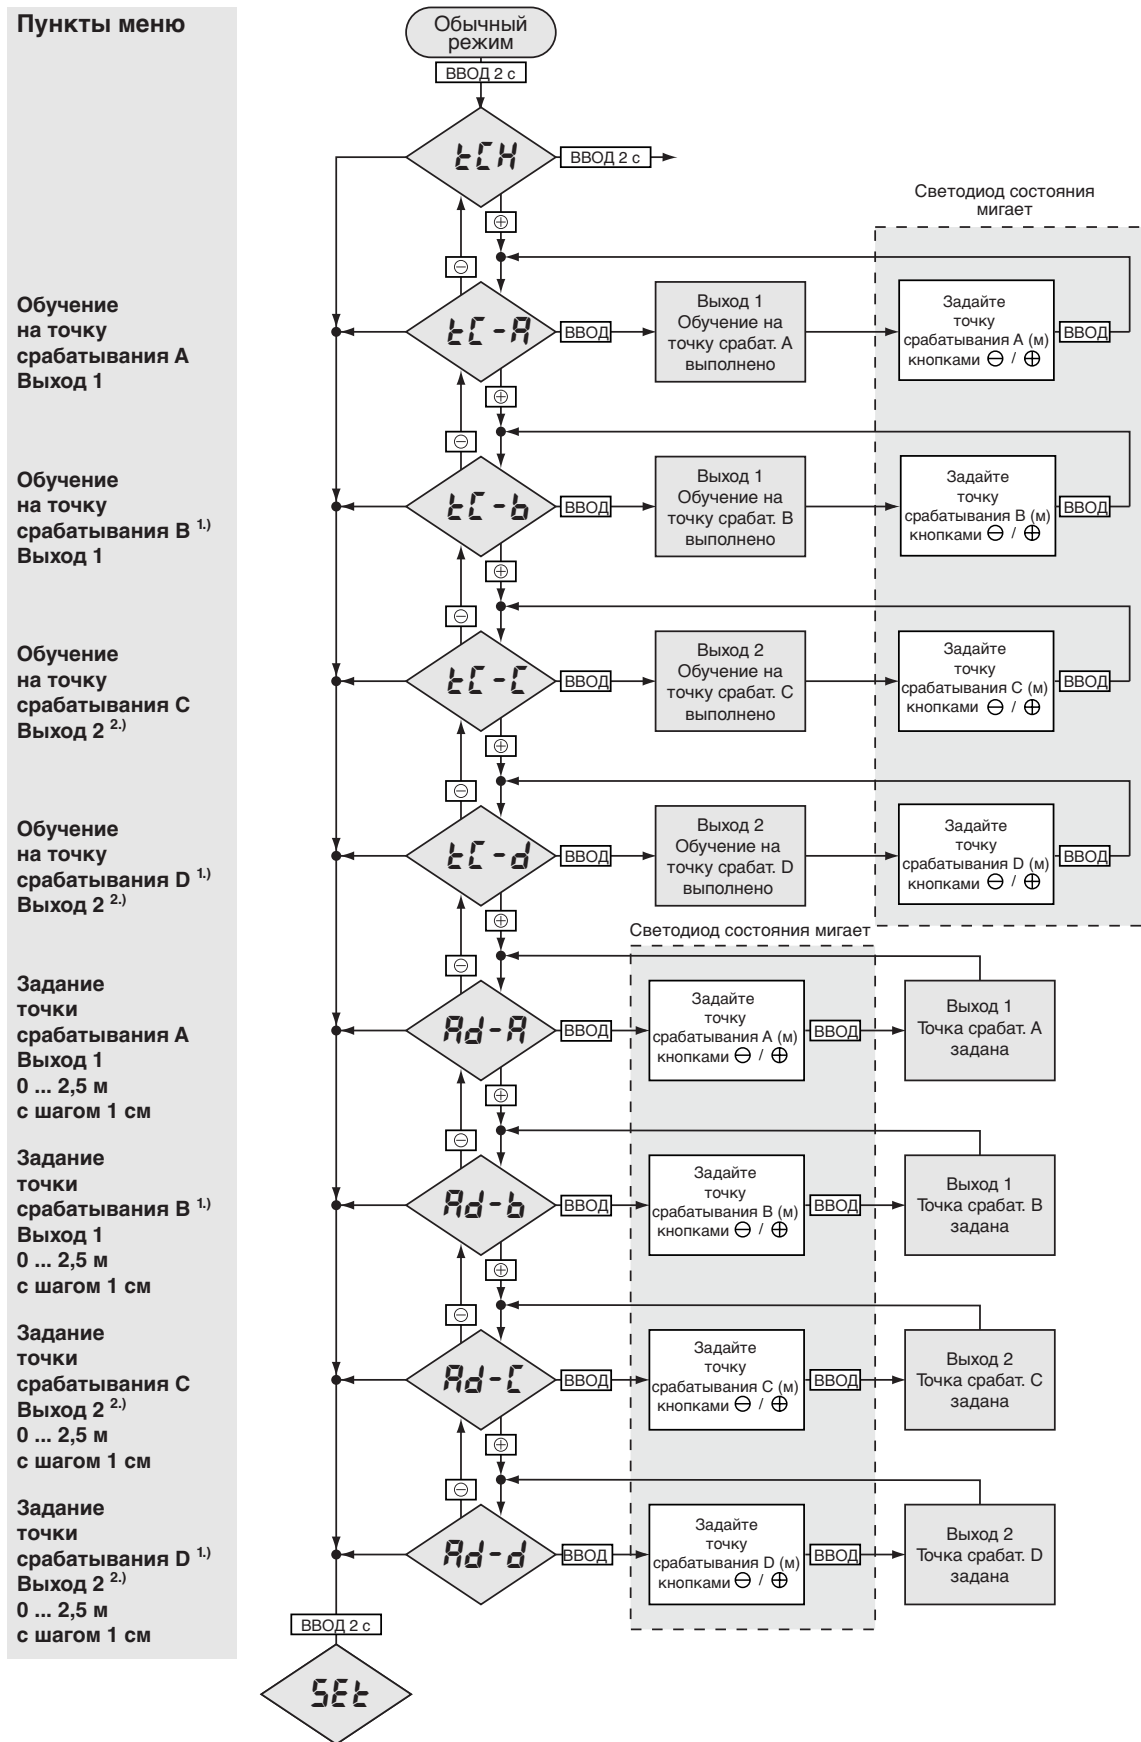 Пункты меню
Обычный
режим
ВВОД 2 с
tCH
ВВОД 2 с
Светодиод состояния
мигает
⊕
⊖
Обучение
на точку
срабатывания A
Выход 1
tC-A
ВВОД
Выход 1
Обучение на
точку срабат. A
выполнено
Задайте
точку
срабатывания A (м)
кнопками ⊖ / ⊕
ВВОД
⊕
⊖
Обучение
на точку
срабатывания B 1.)
Выход 1
tC-b
ВВОД
Выход 1
Обучение на
точку срабат. B
выполнено
Задайте
точку
срабатывания B (м)
кнопками ⊖ / ⊕
ВВОД
⊕
⊖
Обучение
на точку
срабатывания C
Выход 2 2.)
tC-C
ВВОД
Выход 2
Обучение на
точку срабат. C
выполнено
Задайте
точку
срабатывания C (м)
кнопками ⊖ / ⊕
ВВОД
⊕
⊖
Обучение
на точку
срабатывания D 1.)
Выход 2 2.)
tC-d
ВВОД
Выход 2
Обучение на
точку срабат. D
выполнено
Задайте
точку
срабатывания D (м)
кнопками ⊖ / ⊕
ВВОД
⊕
Светодиод состояния мигает
⊖
Задание
точки
срабатывания A
Выход 1
0 ... 2,5 м
с шагом 1 см
Ad-A
ВВОД
Задайте
точку
срабатывания A (м)
кнопками ⊖ / ⊕
ВВОД
Выход 1
Точка срабат. A
задана
⊕
⊖
Задание
точки
срабатывания B 1.)
Выход 1
0 ... 2,5 м
с шагом 1 см
Ad-b
ВВОД
Задайте
точку
срабатывания B (м)
кнопками ⊖ / ⊕
ВВОД
Выход 1
Точка срабат. B
задана
⊕
⊖
Задание
точки
срабатывания C
Выход 2 2.)
0 ... 2,5 м
с шагом 1 см
Ad-C
ВВОД
Задайте
точку
срабатывания C (м)
кнопками ⊖ / ⊕
ВВОД
Выход 2
Точка срабат. C
задана
⊕
⊖
Задание
точки
срабатывания D 1.)
Выход 2 2.)
0 ... 2,5 м
с шагом 1 см
Ad-d
ВВОД
Задайте
точку
срабатывания D (м)
кнопками ⊖ / ⊕
ВВОД
Выход 2
Точка срабат. D
задана
ВВОД 2 с
SEt